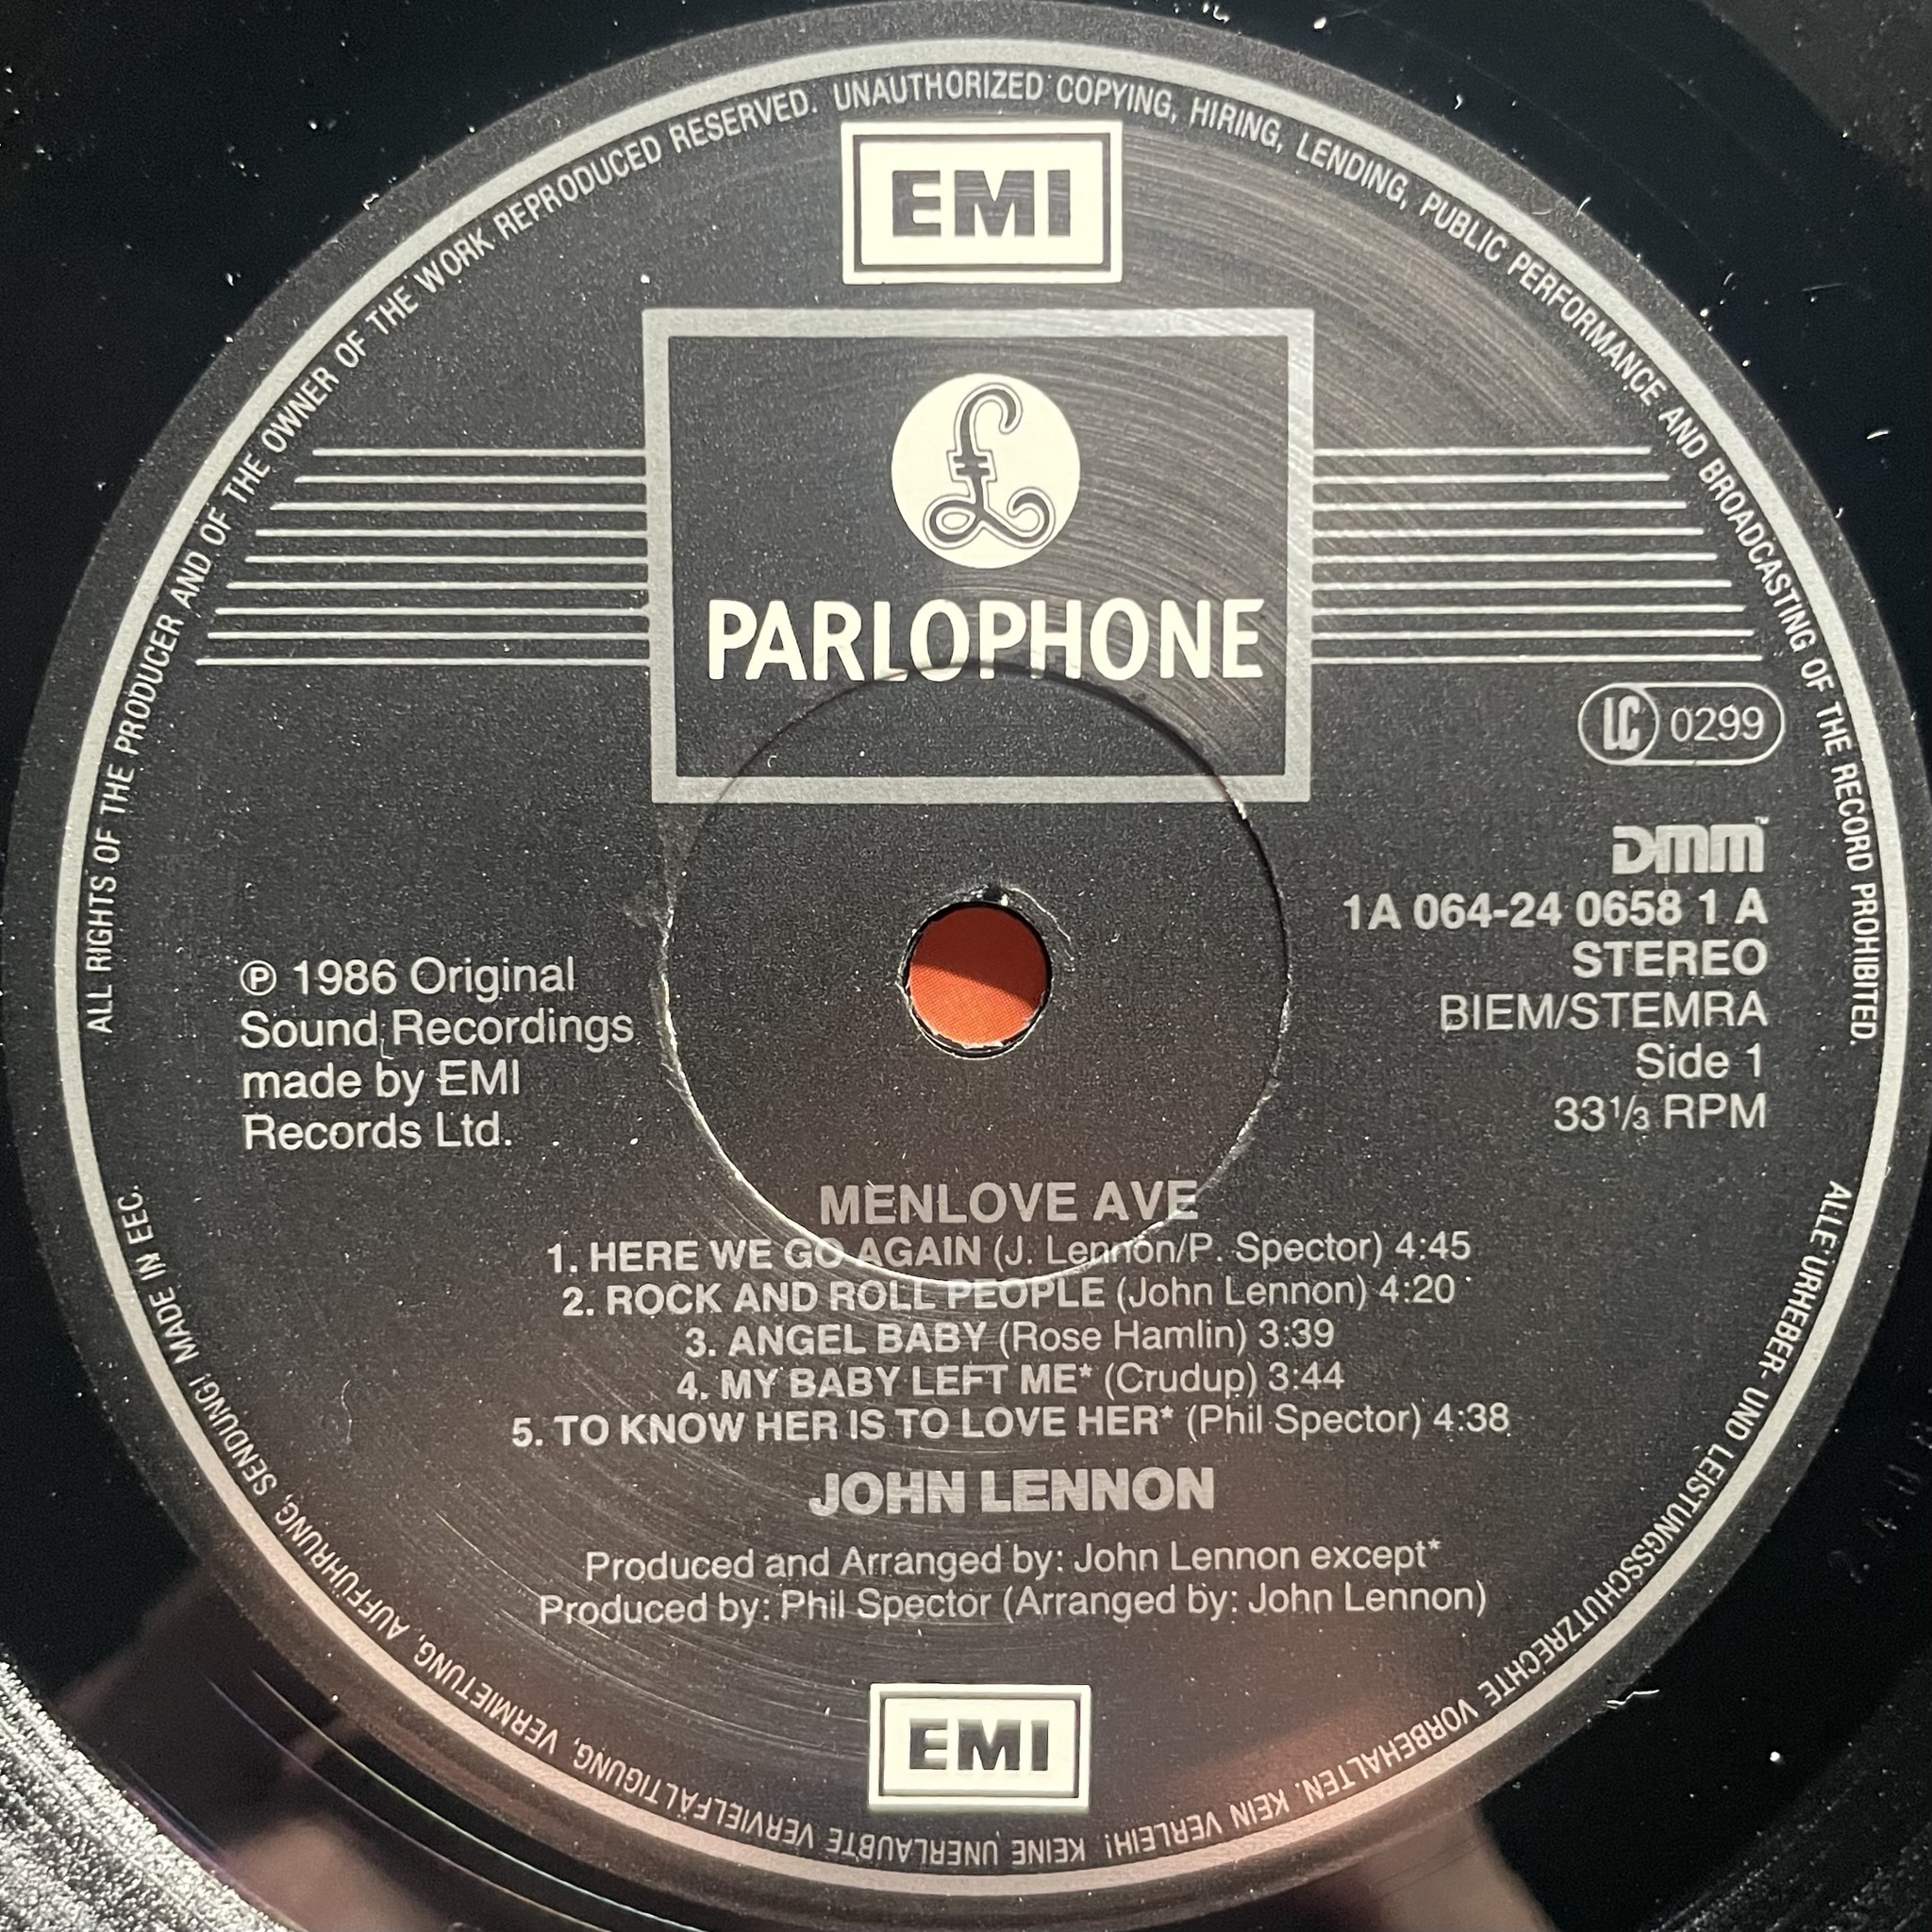 ALL RIGHTS OF THE PRODUCER AND OF THE OWNER OF THE WORK REPRODUCED RESERVED. UNAUTHORIZED COPYING, HIRING, LENDING, PUBLIC PERFORMANCE AND BROADCASTING OF THE RECORD PROHIBITED.
EMI
£
PARLOPHONE
LC 0299
DMM™
1A 064-24 0658 1 A
STEREO
BIEM/STEMRA
Side 1
33 1/3 RPM
℗ 1986 Original
Sound Recordings
made by EMI
Records Ltd.
MENLOVE AVE
1. HERE WE GO AGAIN (J. Lennon/P. Spector) 4:45
2. ROCK AND ROLL PEOPLE (John Lennon) 4:20
3. ANGEL BABY (Rose Hamlin) 3:39
4. MY BABY LEFT ME* (Crudup) 3:44
5. TO KNOW HER IS TO LOVE HER* (Phil Spector) 4:38
JOHN LENNON
Produced and Arranged by: John Lennon except*
Produced by: Phil Spector (Arranged by: John Lennon)
EMI
ALLE URHEBER- UND LEISTUNGSSCHUTZRECHTE VORBEHALTEN. KEIN VERLEIH! KEINE UNERLAUBTE VERVIELFÄLTIGUNG, VERMIETUNG, AUFFÜHRUNG, SENDUNG! MADE IN EEC.